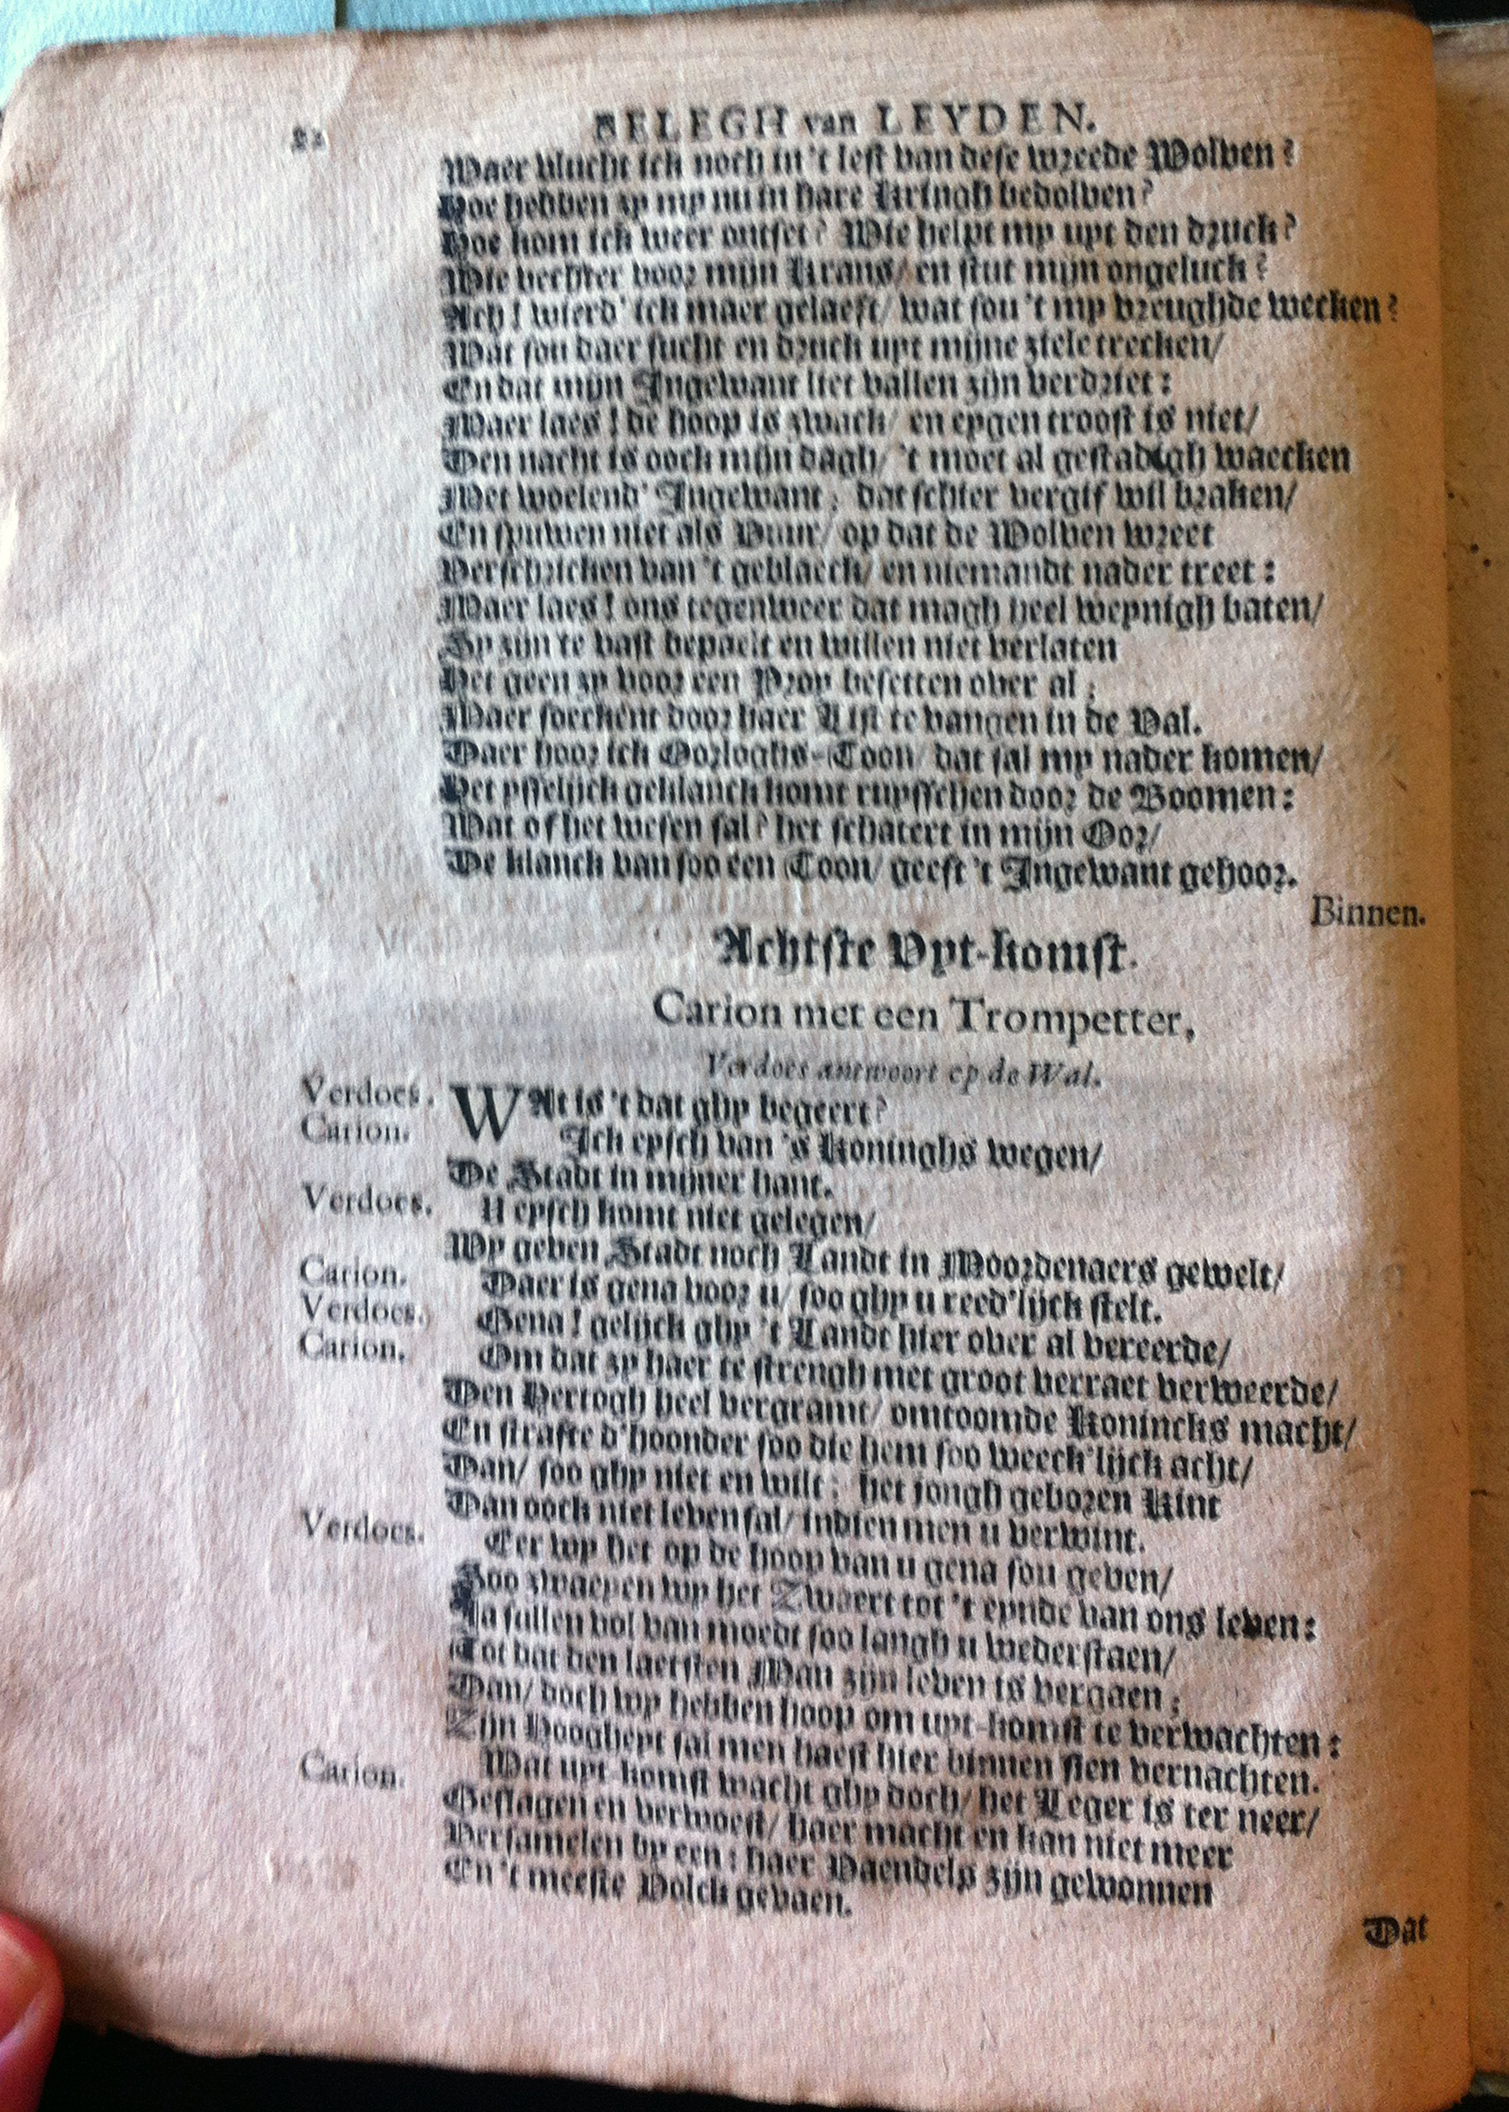 22 BELEGH van LEYDEN.
Waer vlucht ick noch in 't lest van dese wreede Wolven?
Hoe hebben zy my nu in hare Kringh bedolven?
Hoe kom ick weer ontset? Wie helpt my uyt den druck?
Wie vechter voor mijn Krans/ en stut mijn ongeluck?
Ach! wierd' ick maer gelaeft/ wat sou 't my vreughde wecken?
Wat sou daer sucht en druck uyt mijne ziele trecken/
En dat mijn Ingewant liet vallen zijn verdriet:
Maer laes! de hoop is zwack/ en eygen troost is niet/
Den nacht is oock mijn dagh/ 't moet al gestadigh waecken
Met woelend' Ingewant; dat schier vergif wil braken/
En spuwen niet als Vuur/ op dat de Wolven wreet
Verschricken van 't geblaeck/ en niemandt nader treet:
Maer laes! ons tegenweer dat magh heel weynigh baten/
Sy zijn te vast bepaelt en willen niet verlaten
Het geen zy voor een Proy besetten over al;
Maer soecken't door haer List te vangen in de Val.
Daer hoor ick Oorloghs-Toon/ dat sal my nader komen/
Het ysselijck geklanck komt ruysschen door de Boomen:
Wat of het wesen sal? het schatert in mijn Oor/
De klanck van soo een Toon/ geeft 't Ingewant gehoor.
Binnen.
Achtste Uyt-komst.
Carion met een Trompetter,
Verdoes antwoort op de Wal.
Verdoes. WAt is 't dat ghy begeert?
Carion. Ick eysch van 's Koninghs wegen/
De Stadt in mijner hant.
Verdoes. U eysch komt niet gelegen/
Wy geven Stadt noch Landt in Moordenaers gewelt/
Carion. Daer is gena voor u/ soo ghy u reed'lijck stelt.
Verdoes. Gena! gelijck ghy 't Landt hier over al vereerde/
Carion. Om dat zy haer te strengh met groot verraet verweerde/
Den Hertogh heel vergramt/ omtoomde Konincks macht/
En strafte d'hoonder soo die hem soo weeck'lijck acht/
Dan/ soo ghy niet en wilt; het jongh geboren Kint
Dan oock niet leven sal/ indien men u verwint.
Verdoes. Eer wy het op de hoop van u gena sou geven/
Soo zwaeyen wy het Zwaert tot 't eynde van ons leven:
Ja sullen vol van moedt soo langh u wederstaen/
Tot dat den laetsten Man zijn leven is vergaen;
Dan/ doch wy hebben hoop om uyt-komst te verwachten:
Zijn Hoogheyt sal men haest hier binnen sien vernachten.
Carion. Wat uyt-komst wacht ghy doch/ het Leger is ter neer/
Geslagen en verwoest/ haer macht en kan niet meer
Versamelen by een: haer Vaendels zijn gewonnen
En 't meeste Volck gevaen.
Dat